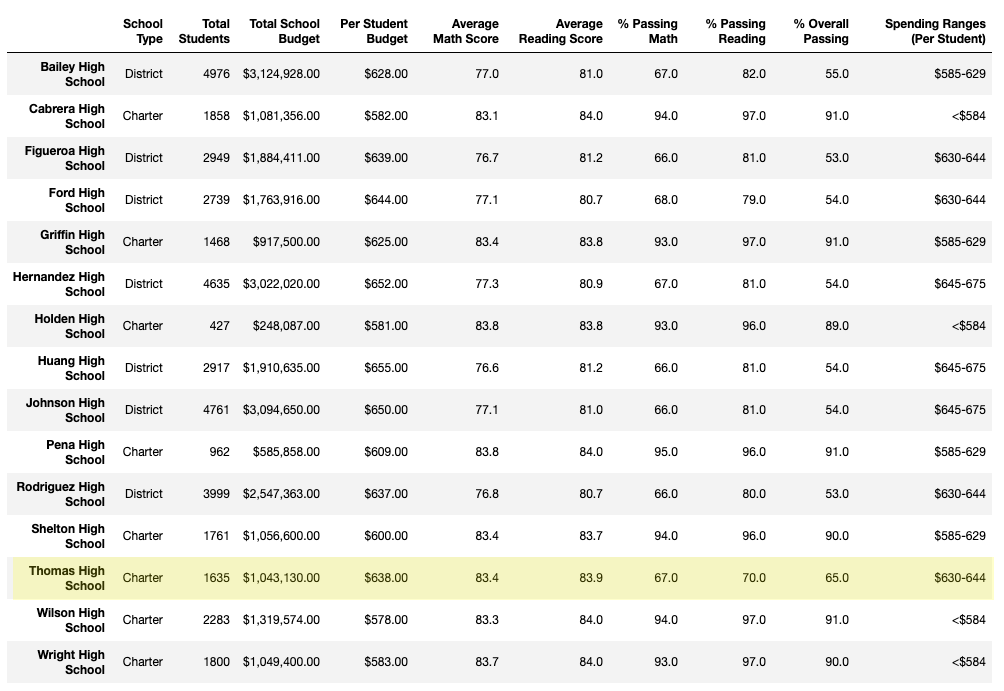 School Type Total Students Total School Budget Per Student Budget Average Math Score Average Reading Score % Passing Math % Passing Reading % Overall Passing Spending Ranges (Per Student)
Bailey High School District 4976 $3,124,928.00 $628.00 77.0 81.0 67.0 82.0 55.0 $585-629
Cabrera High School Charter 1858 $1,081,356.00 $582.00 83.1 84.0 94.0 97.0 91.0 <$584
Figueroa High School District 2949 $1,884,411.00 $639.00 76.7 81.2 66.0 81.0 53.0 $630-644
Ford High School District 2739 $1,763,916.00 $644.00 77.1 80.7 68.0 79.0 54.0 $630-644
Griffin High School Charter 1468 $917,500.00 $625.00 83.4 83.8 93.0 97.0 91.0 $585-629
Hernandez High School District 4635 $3,022,020.00 $652.00 77.3 80.9 67.0 81.0 54.0 $645-675
Holden High School Charter 427 $248,087.00 $581.00 83.8 83.8 93.0 96.0 89.0 <$584
Huang High School District 2917 $1,910,635.00 $655.00 76.6 81.2 66.0 81.0 54.0 $645-675
Johnson High School District 4761 $3,094,650.00 $650.00 77.1 81.0 66.0 81.0 54.0 $645-675
Pena High School Charter 962 $585,858.00 $609.00 83.8 84.0 95.0 96.0 91.0 $585-629
Rodriguez High School District 3999 $2,547,363.00 $637.00 76.8 80.7 66.0 80.0 53.0 $630-644
Shelton High School Charter 1761 $1,056,600.00 $600.00 83.4 83.7 94.0 96.0 90.0 $585-629
Thomas High School Charter 1635 $1,043,130.00 $638.00 83.4 83.9 67.0 70.0 65.0 $630-644
Wilson High School Charter 2283 $1,319,574.00 $578.00 83.3 84.0 94.0 97.0 91.0 <$584
Wright High School Charter 1800 $1,049,400.00 $583.00 83.7 84.0 93.0 97.0 90.0 <$584